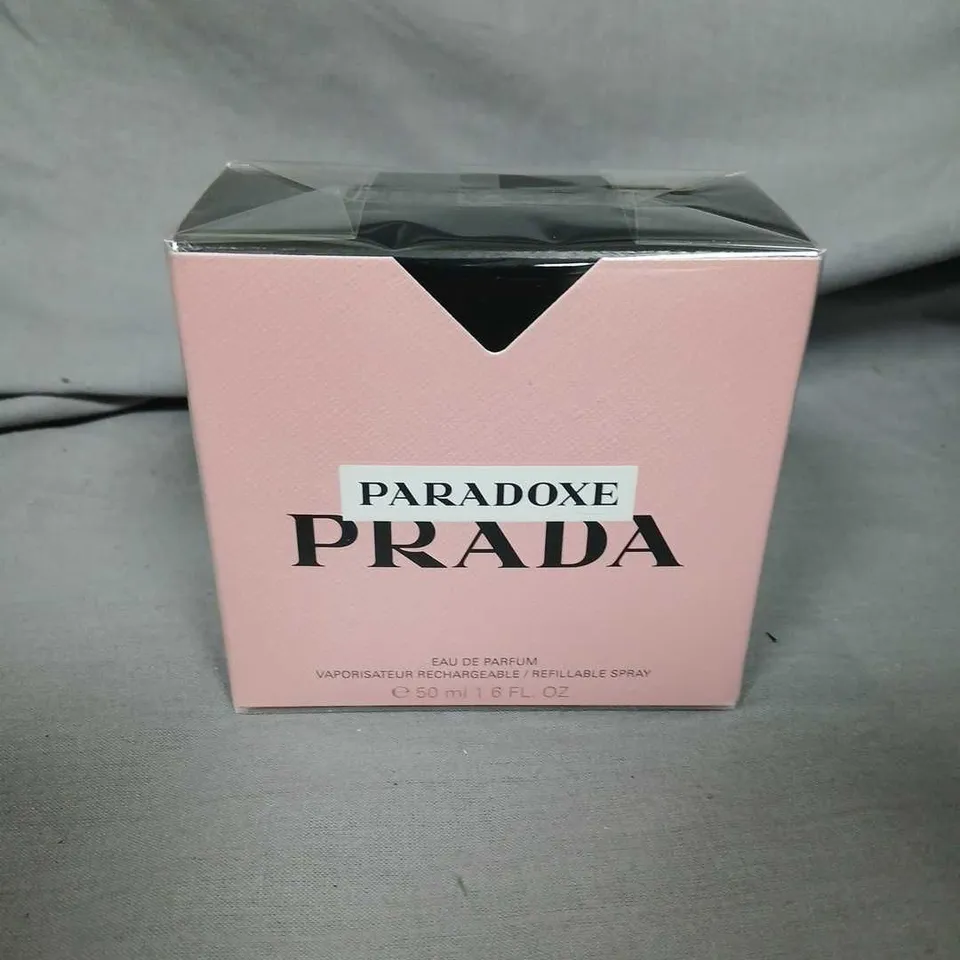 PARADOXE
PRADA
EAU DE PARFUM
VAPORISATEUR RECHARGEABLE / REFILLABLE SPRAY
℮ 50 ml 1.6 FL. OZ